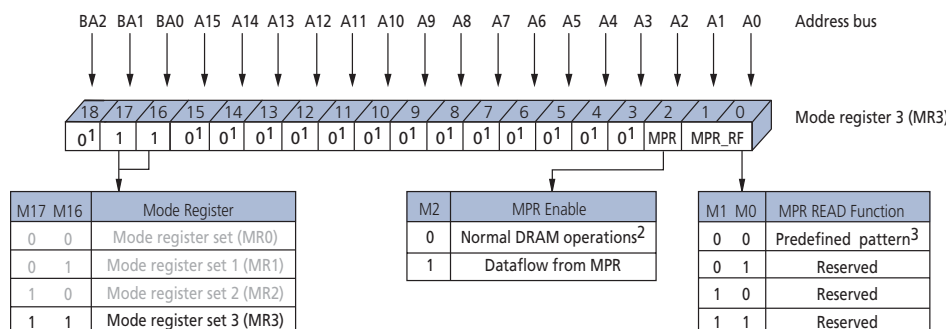 BA2 BA1 BA0 A15 A14 A13 A12 A11 A10 A9 A8 A7 A6 A5 A4 A3 A2 A1 A0 Address bus
18 17 16 15 14 13 12 11 10 9 8 7 6 5 4 3 2 1 0
Mode register 3 (MR3)
0¹ 1 1 0¹ 0¹ 0¹ 0¹ 0¹ 0¹ 0¹ 0¹ 0¹ 0¹ 0¹ 0¹ 0¹ MPR MPR_RF
M17 M16 Mode Register
0 0 Mode register set (MR0)
0 1 Mode register set 1 (MR1)
1 0 Mode register set 2 (MR2)
1 1 Mode register set 3 (MR3)
M2 MPR Enable
0 Normal DRAM operations²
1 Dataflow from MPR
M1 M0 MPR READ Function
0 0 Predefined pattern³
0 1 Reserved
1 0 Reserved
1 1 Reserved